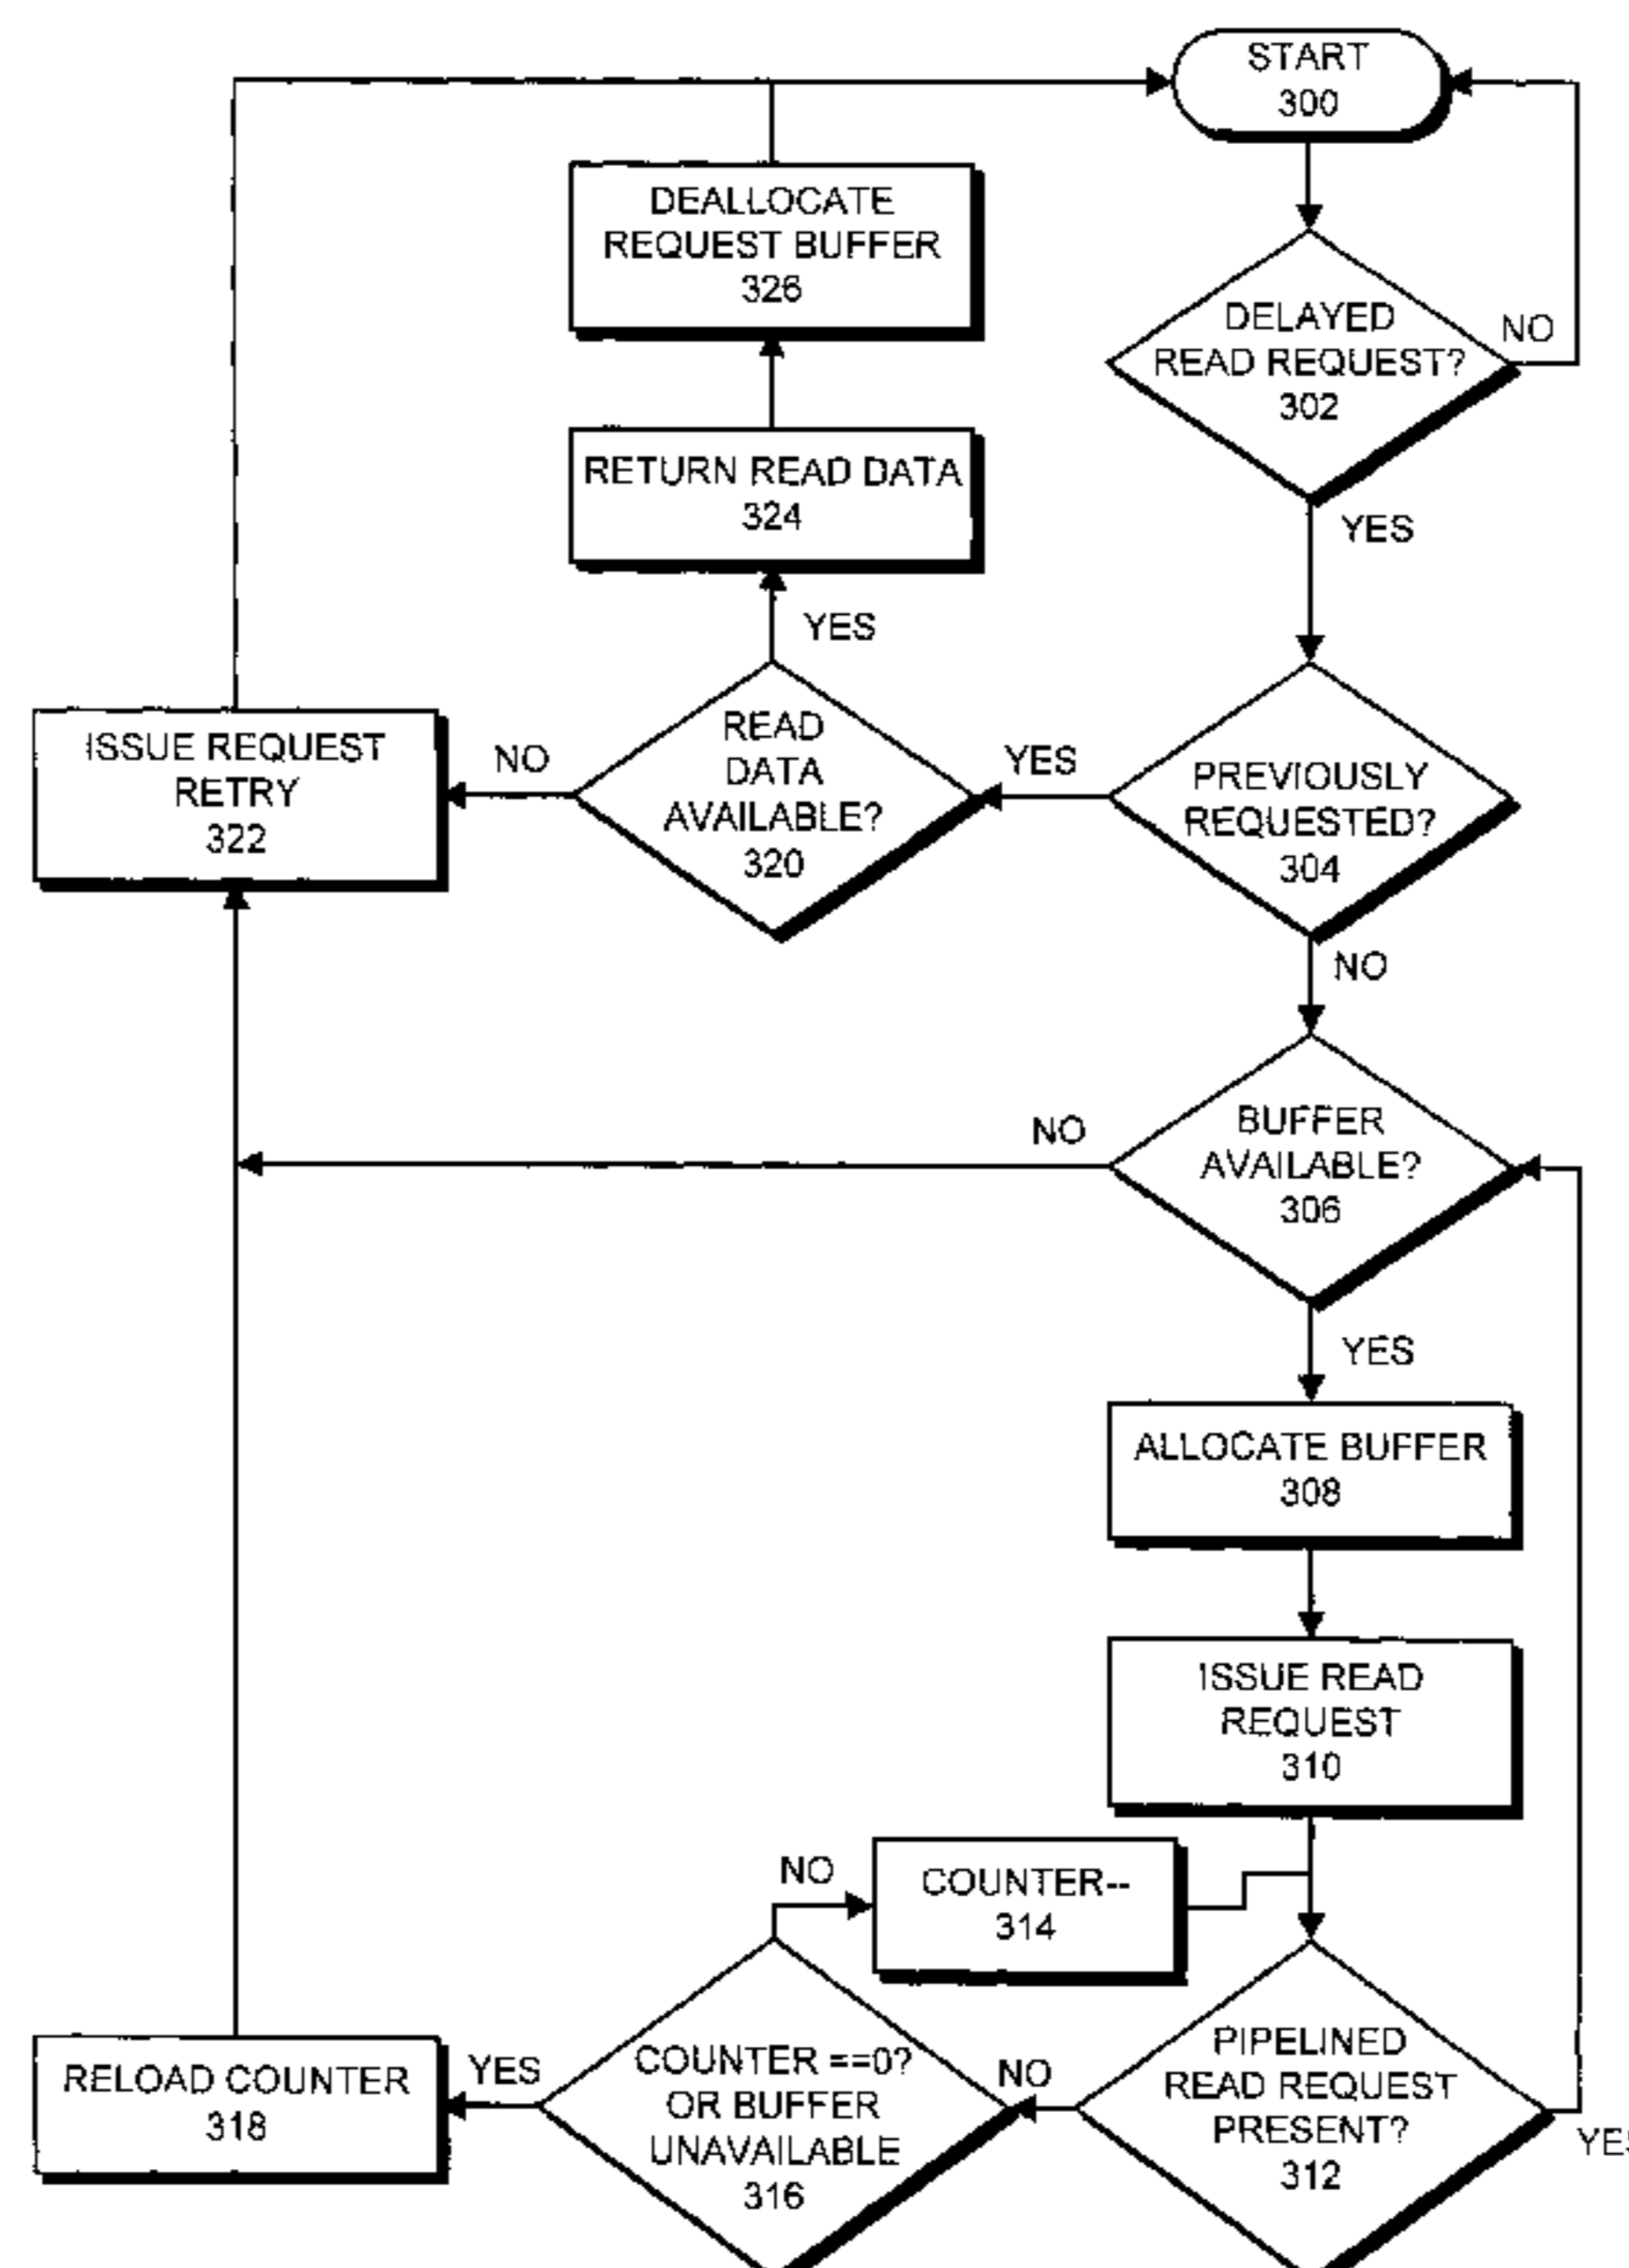 START
300
DEALLOCATE
REQUEST BUFFER
326
DELAYED
READ REQUEST?
302
NO
RETURN READ DATA
324
YES
YES
ISSUE REQUEST
RETRY
322
NO
READ
DATA
AVAILABLE?
320
YES
PREVIOUSLY
REQUESTED?
304
NO
NO
BUFFER
AVAILABLE?
306
YES
ALLOCATE BUFFER
308
ISSUE READ
REQUEST
310
NO
COUNTER--
314
RELOAD COUNTER
318
YES
COUNTER ==0?
OR BUFFER
UNAVAILABLE
316
NO
PIPELINED
READ REQUEST
PRESENT?
312
YES